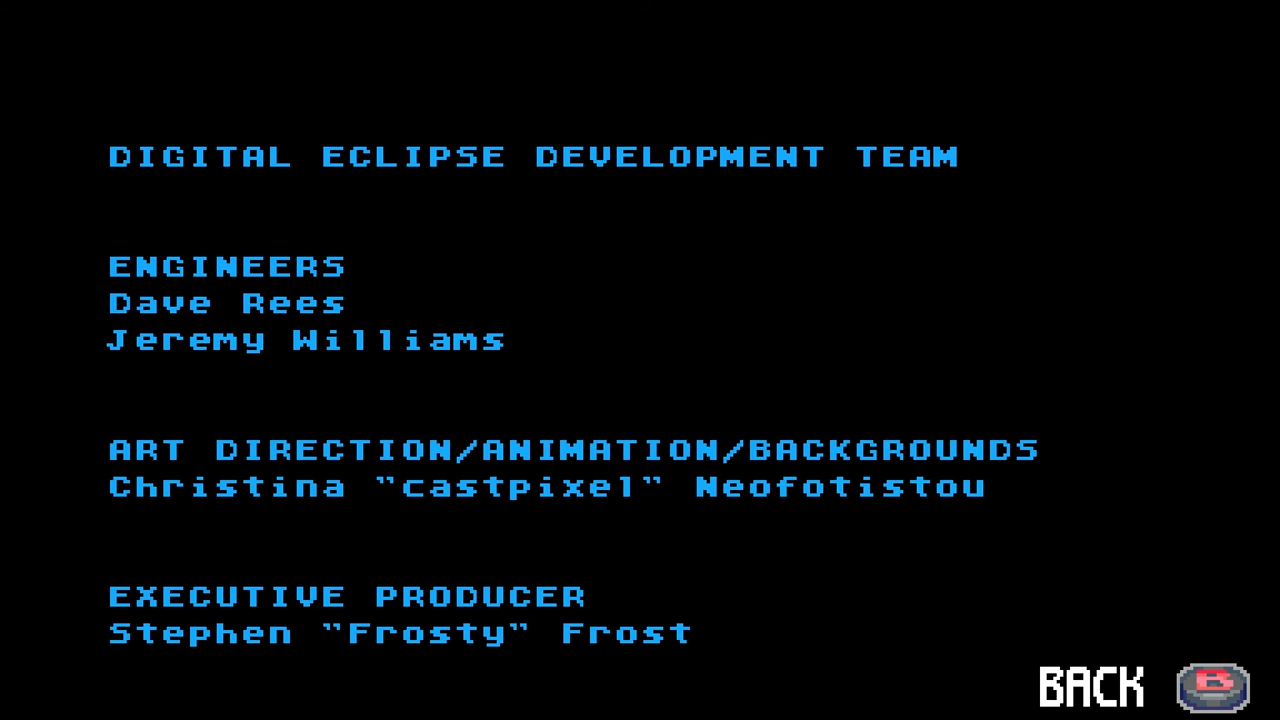 DIGITAL ECLIPSE DEVELOPMENT TEAM
ENGINEERS
Dave Rees
Jeremy Williams
ART DIRECTION/ANIMATION/BACKGROUNDS
Christina "castpixel" Neofotistou
EXECUTIVE PRODUCER
Stephen "Frosty" Frost
BACK B